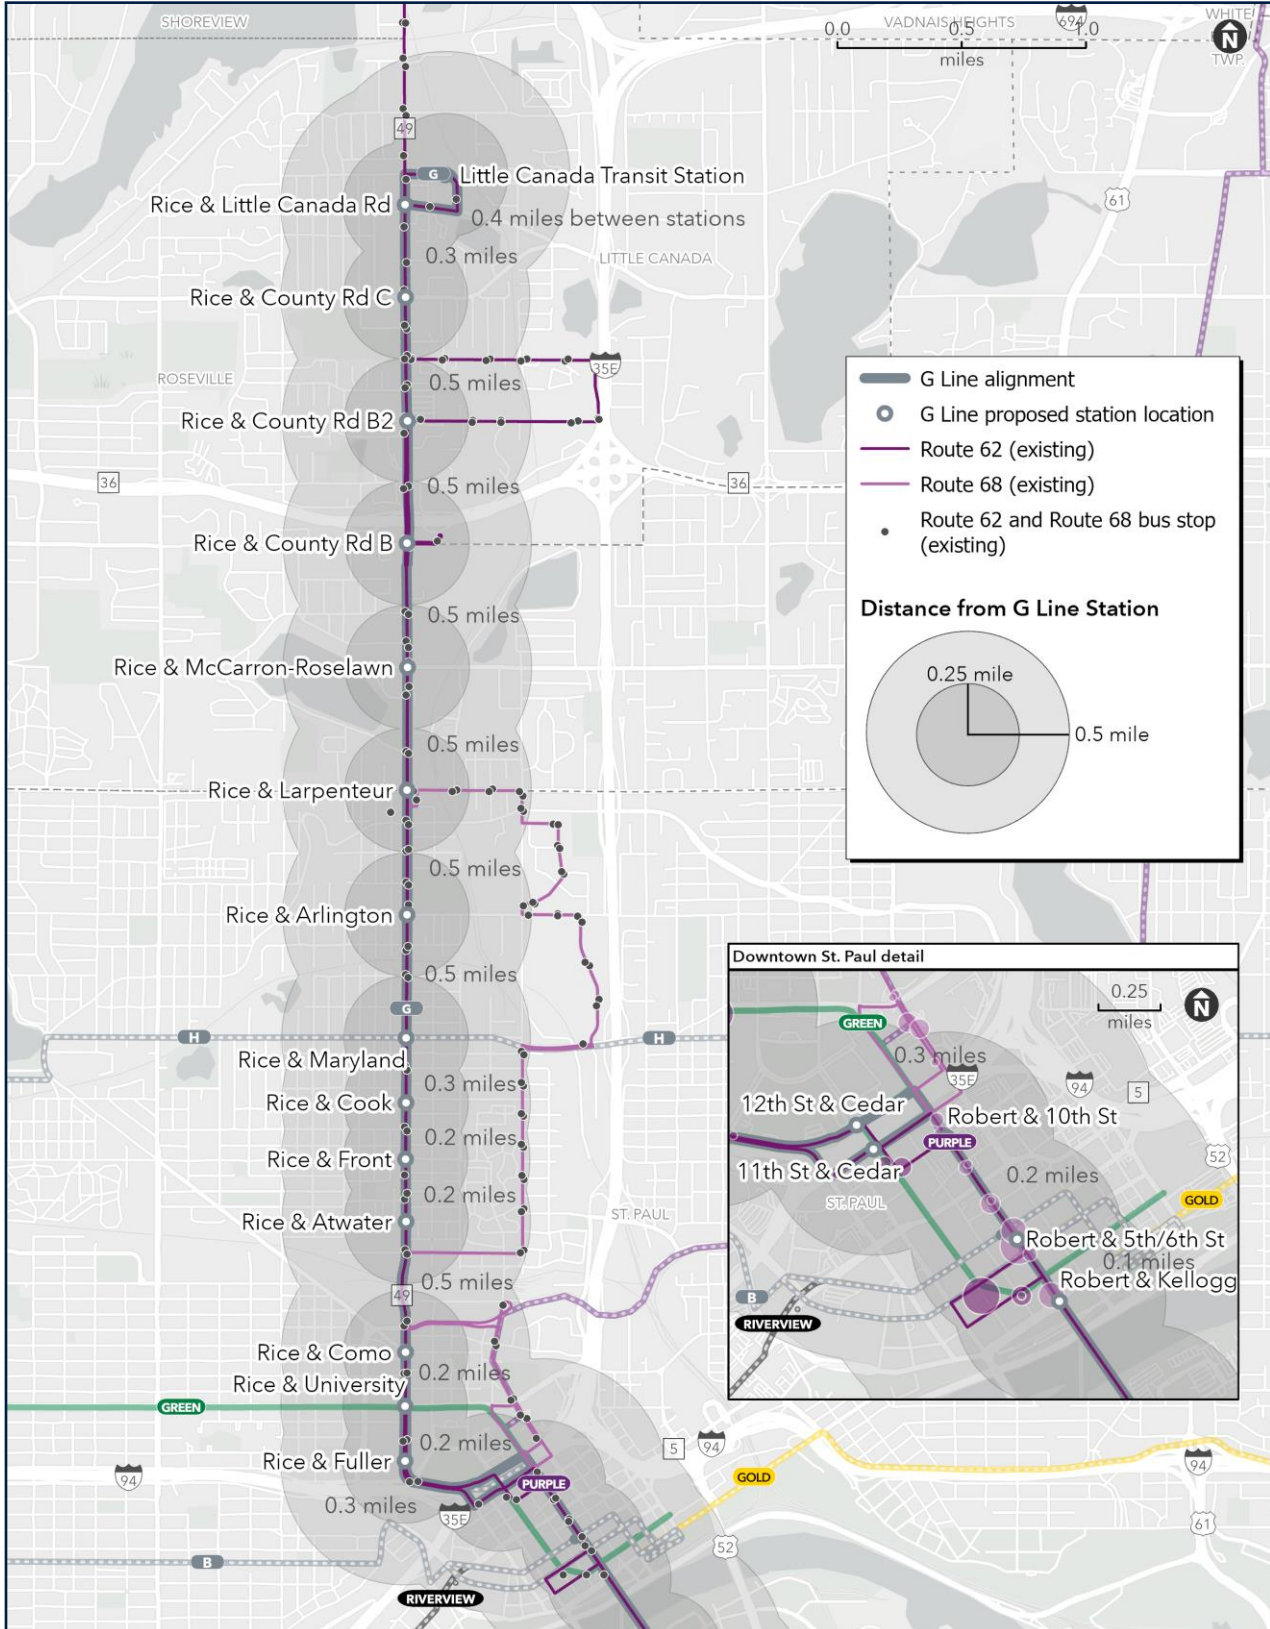 SHOREVIEW
VADNAIS HEIGHTS
694
WHITE
TWP.
N
0.0
0.5
1.0
miles
49
G
Little Canada Transit Station
Rice & Little Canada Rd
0.4 miles between stations
61
0.3 miles
LITTLE CANADA
Rice & County Rd C
35E
ROSEVILLE
0.5 miles
Rice & County Rd B2
36
0.5 miles
36
Rice & County Rd B
0.5 miles
Rice & McCarron-Roselawn
0.5 miles
Rice & Larpenteur
0.5 miles
Rice & Arlington
0.5 miles
G
H
H
Rice & Maryland
0.3 miles
Rice & Cook
0.2 miles
Rice & Front
0.2 miles
Rice & Atwater
ST. PAUL
0.5 miles
49
Rice & Como
0.2 miles
Rice & University
GREEN
0.2 miles
5
94
Rice & Fuller
94
PURPLE
GOLD
94
0.3 miles
35E
61
52
B
RIVERVIEW
G Line alignment
G Line proposed station location
Route 62 (existing)
Route 68 (existing)
Route 62 and Route 68 bus stop
(existing)
Distance from G Line Station
0.25 mile
0.5 mile
Downtown St. Paul detail
0.25
miles
N
GREEN
0.3 miles
35E
94
5
12th St & Cedar
Robert & 10th St
PURPLE
52
11th St & Cedar
0.2 miles
ST. PAUL
GOLD
Robert & 5th/6th St
0.1 miles
Robert & Kellogg
B
RIVERVIEW